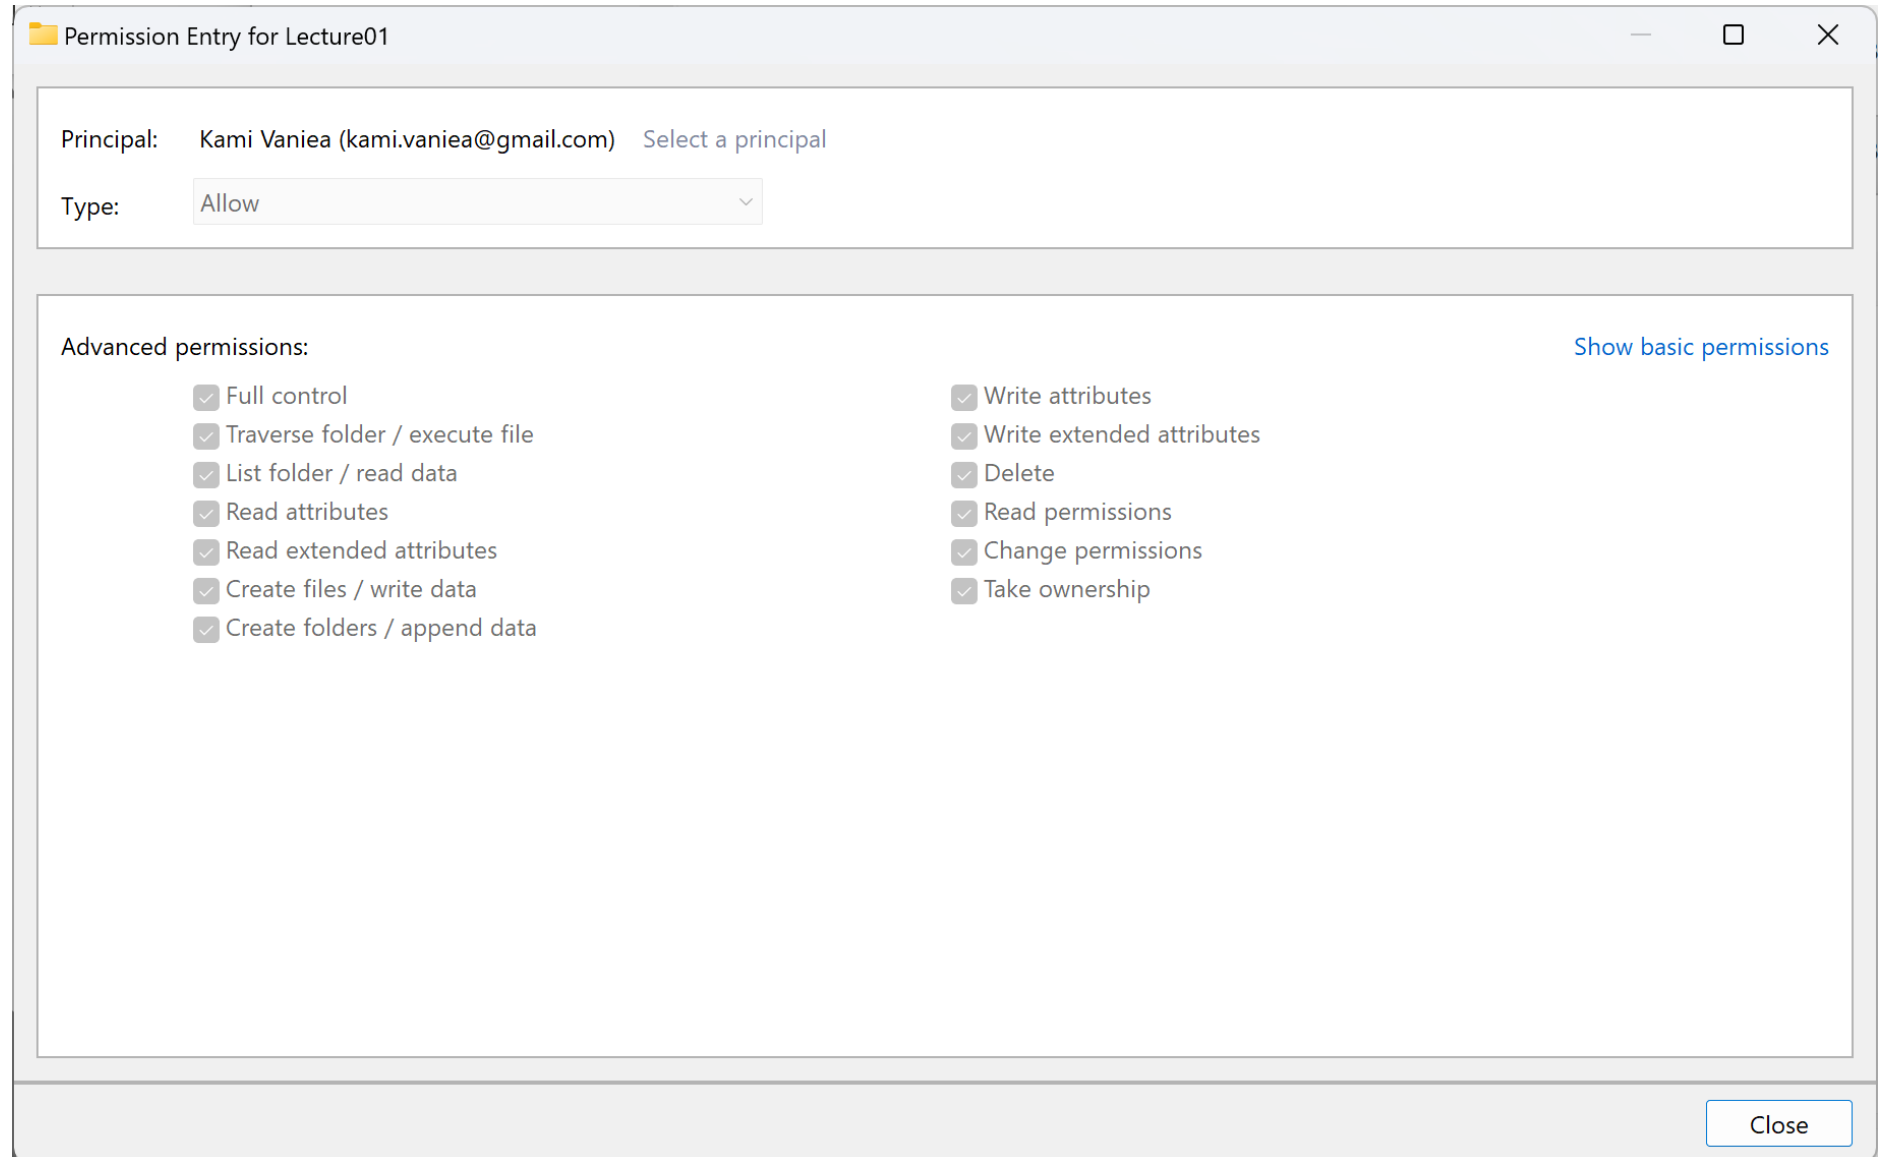 Permission Entry for Lecture01
Principal: Kami Vaniea (kami.vaniea@gmail.com) Select a principal
Type: Allow
Advanced permissions: Show basic permissions
Full control
Traverse folder / execute file
List folder / read data
Read attributes
Read extended attributes
Create files / write data
Create folders / append data
Write attributes
Write extended attributes
Delete
Read permissions
Change permissions
Take ownership
Close